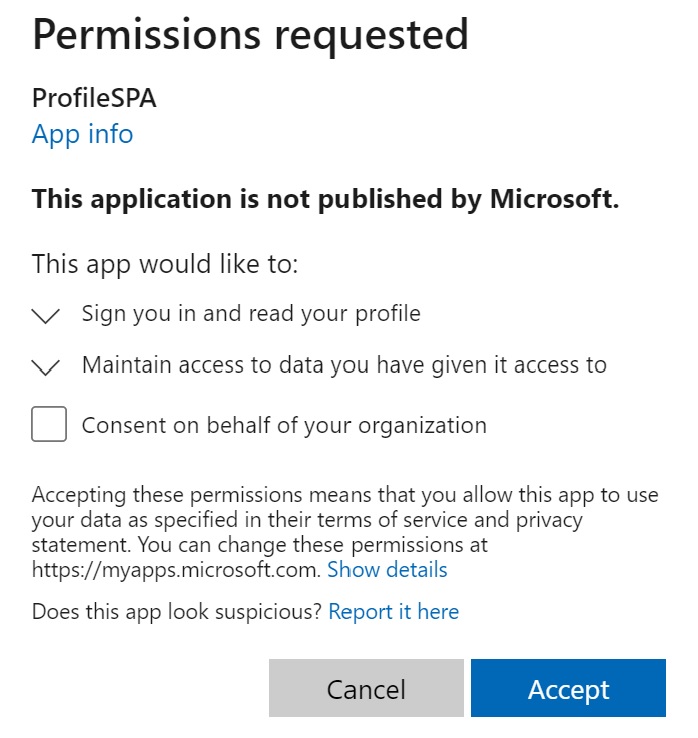 Permissions requested
ProfileSPA
App info
This application is not published by Microsoft.
This app would like to:
Sign you in and read your profile
Maintain access to data you have given it access to
Consent on behalf of your organization
Accepting these permissions means that you allow this app to use
your data as specified in their terms of service and privacy
statement. You can change these permissions at
https://myapps.microsoft.com. Show details
Does this app look suspicious? Report it here
Cancel Accept